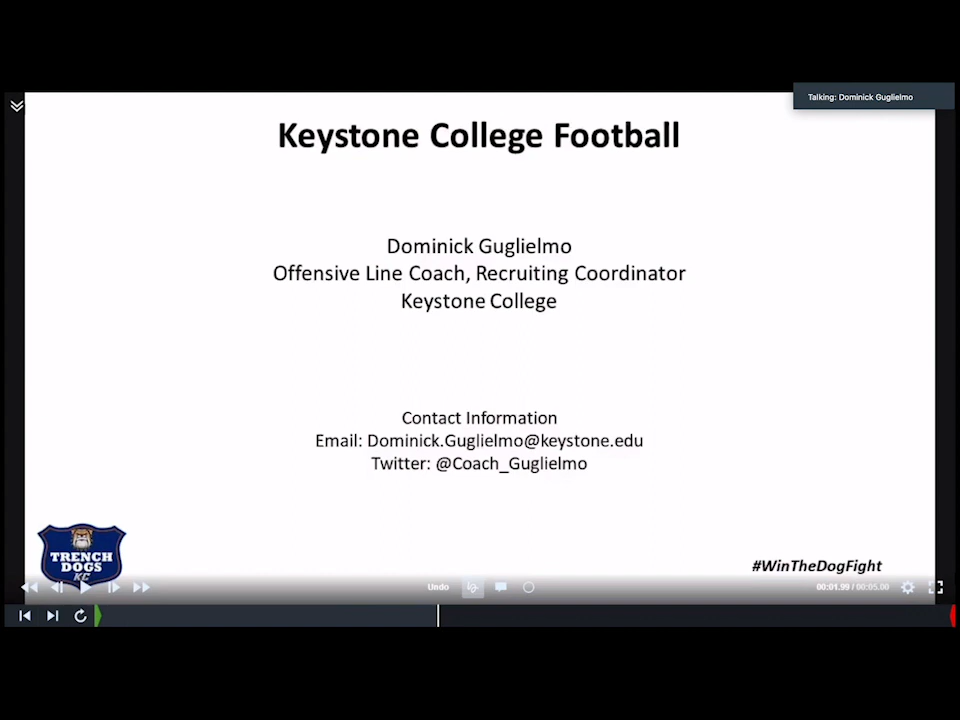 Talking: Dominick Guglielmo
Keystone College Football
Dominick Guglielmo
Offensive Line Coach, Recruiting Coordinator
Keystone College
Contact Information
Email: Dominick.Guglielmo@keystone.edu
Twitter: @Coach_Guglielmo
TRENCH
DOGS
KC
#WinTheDogFight
Undo
00:01.99 / 00:05.00